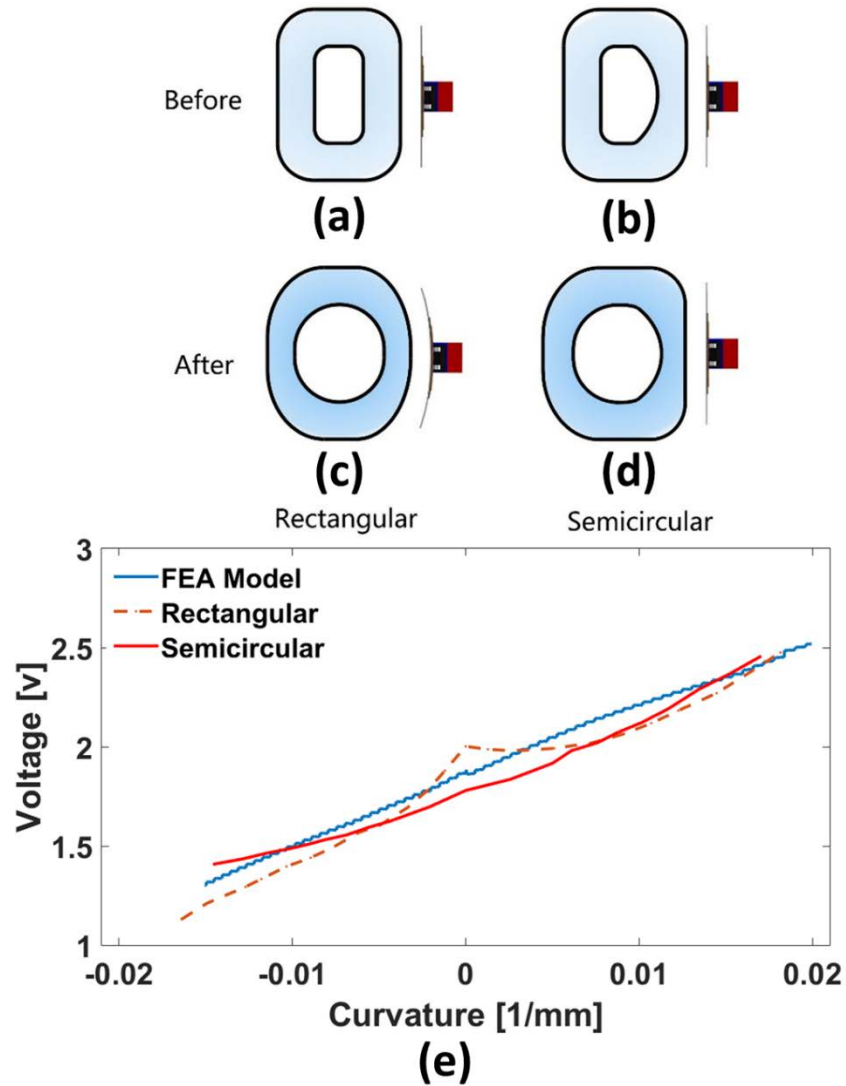 Before
(a) (b)
After
(c) (d)
Rectangular Semicircular
3
FEA Model
Rectangular
Semicircular
2.5
2
1.5
1
Voltage [v]
-0.02 -0.01 0 0.01 0.02
Curvature [1/mm]
(e)